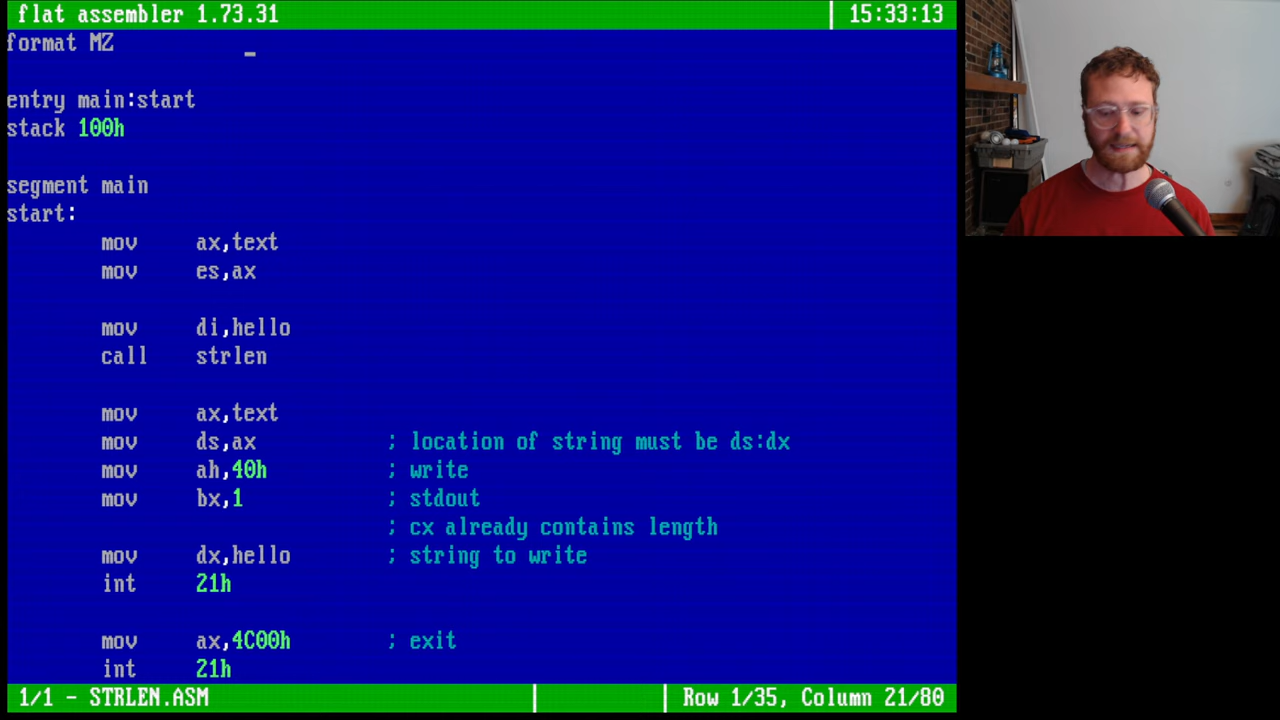 flat assembler 1.73.31 15:33:13
format MZ
entry main:start
stack 100h
segment main
start:
mov ax,text
mov es,ax
mov di,hello
call strlen
mov ax,text
mov ds,ax ; location of string must be ds:dx
mov ah,40h ; write
mov bx,1 ; stdout
; cx already contains length
mov dx,hello ; string to write
int 21h
mov ax,4C00h ; exit
int 21h
1/1 - STRLEN.ASM Row 1/35, Column 21/80